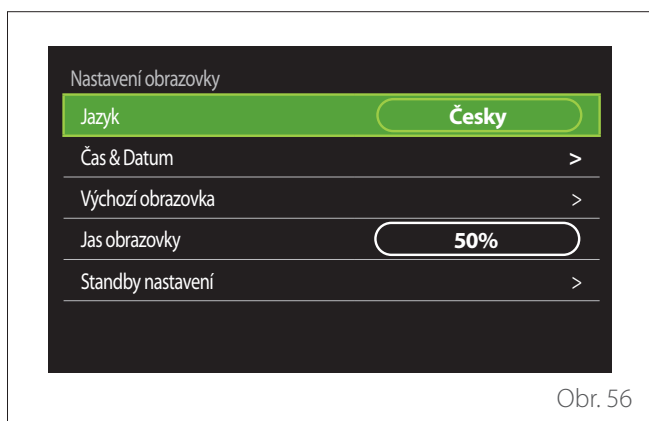 Nastavení obrazovky
Jazyk Česky
Čas & Datum >
Výchozí obrazovka >
Jas obrazovky 50%
Standby nastavení >
Obr. 56